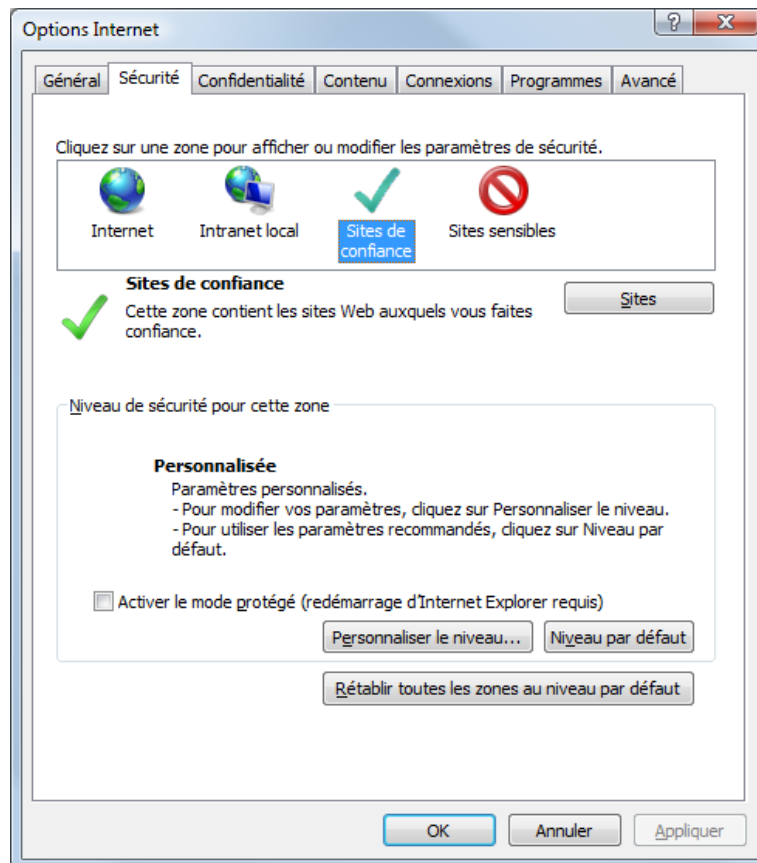 Options Internet
?
X
Général Sécurité Confidentialité Contenu Connexions Programmes Avancé
Cliquez sur une zone pour afficher ou modifier les paramètres de sécurité.
Internet Intranet local Sites de Sites sensibles
confiance
Sites de confiance
Sites
Cette zone contient les sites Web auxquels vous faites
confiance.
Niveau de sécurité pour cette zone
Personnalisée
Paramètres personnalisés.
- Pour modifier vos paramètres, cliquez sur Personnaliser le niveau.
- Pour utiliser les paramètres recommandés, cliquez sur Niveau par
défaut.
Activer le mode protégé (redémarrage d'Internet Explorer requis)
Personnaliser le niveau... Niveau par défaut
Rétablir toutes les zones au niveau par défaut
OK Annuler Appliquer